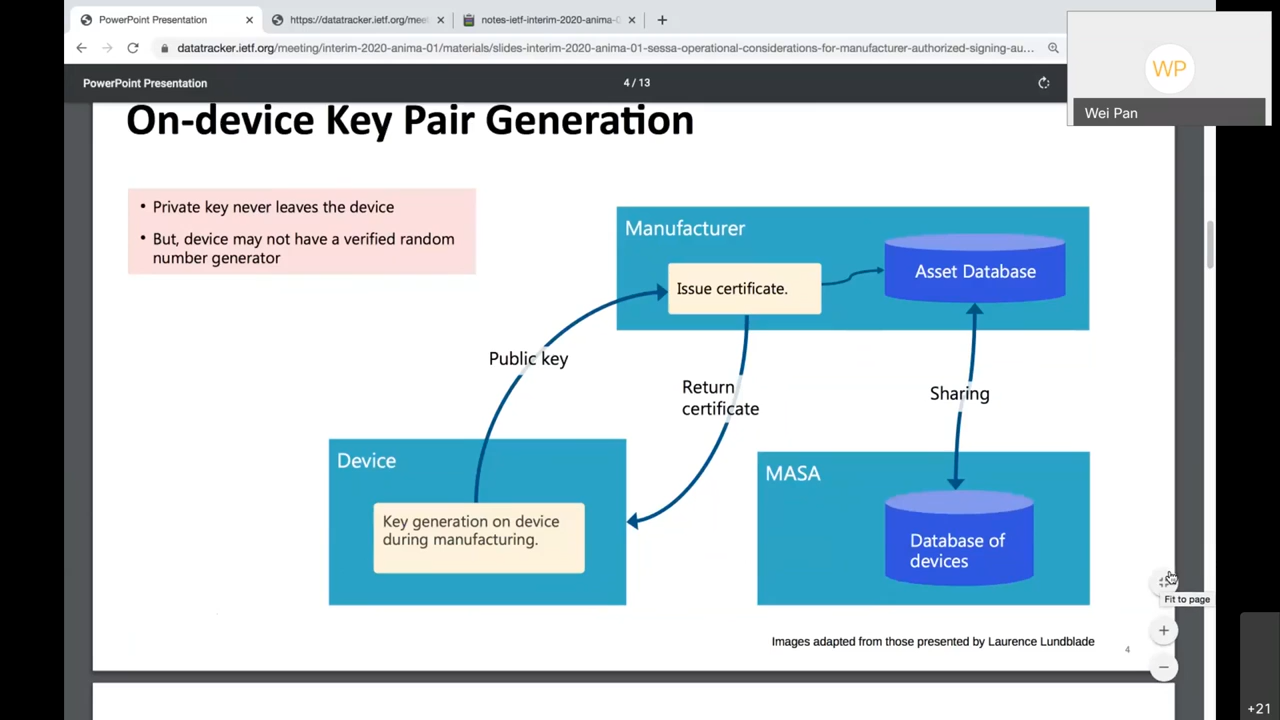 PowerPoint Presentation
https://datatracker.ietf.org/mee
notes-ietf-interim-2020-anima-0
datatracker.ietf.org/meeting/interim-2020-anima-01/materials/slides-interim-2020-anima-01-sessa-operational-considerations-for-manufacturer-authorized-signing-au...
PowerPoint Presentation
4 / 13
WP
Wei Pan
On-device Key Pair Generation
• Private key never leaves the device
• But, device may not have a verified random
number generator
Manufacturer
Issue certificate.
Asset Database
Public key
Return
certificate
Sharing
Device
Key generation on device
during manufacturing.
MASA
Database of
devices
Fit to page
Images adapted from those presented by Laurence Lundblade
4
+21